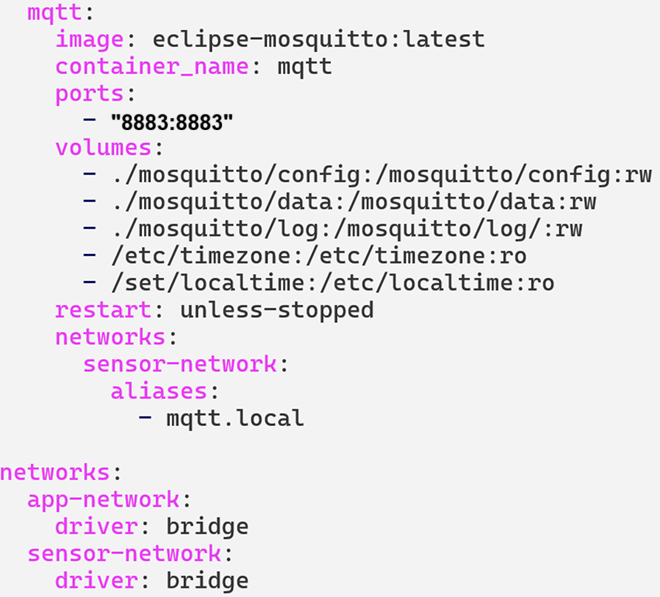 mqtt:
image: eclipse-mosquitto:latest
container_name: mqtt
ports:
- "8883:8883"
volumes:
- ./mosquitto/config:/mosquitto/config:rw
- ./mosquitto/data:/mosquitto/data:rw
- ./mosquitto/log:/mosquitto/log/:rw
- /etc/timezone:/etc/timezone:ro
- /set/localtime:/etc/localtime:ro
restart: unless-stopped
networks:
sensor-network:
aliases:
- mqtt.local
networks:
app-network:
driver: bridge
sensor-network:
driver: bridge